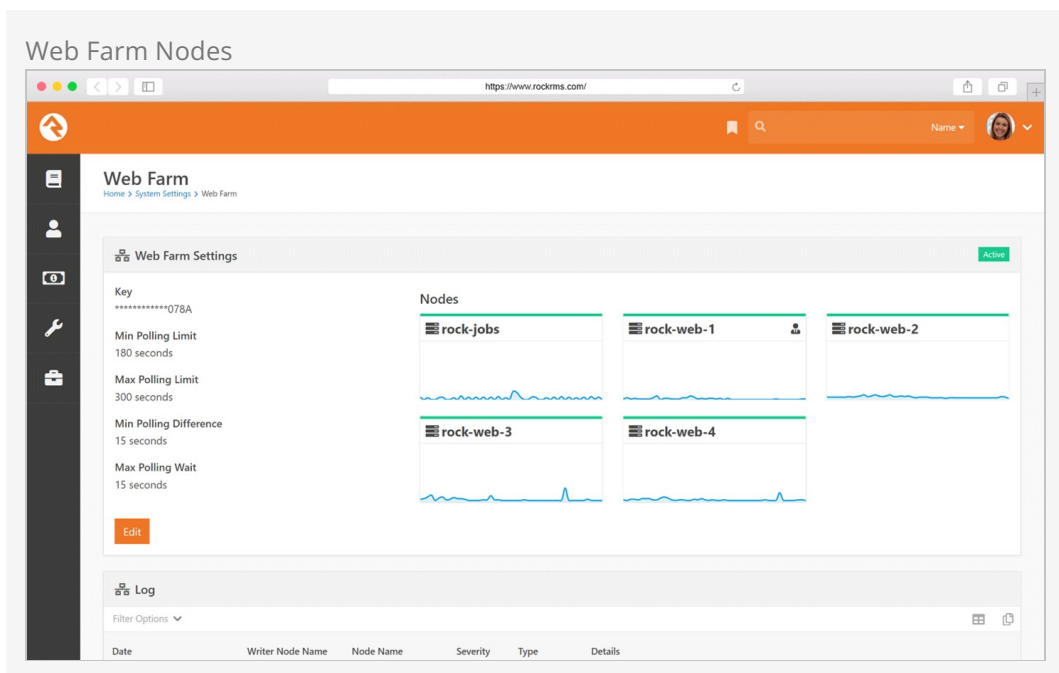 Web Farm Nodes
https://www.rockrms.com/
Name
Web Farm
Home > System Settings > Web Farm
Web Farm Settings
Active
Key
************078A
Min Polling Limit
180 seconds
Max Polling Limit
300 seconds
Min Polling Difference
15 seconds
Max Polling Wait
15 seconds
Edit
Nodes
rock-jobs
rock-web-1
rock-web-2
rock-web-3
rock-web-4
Log
Filter Options
Date Writer Node Name Node Name Severity Type Details